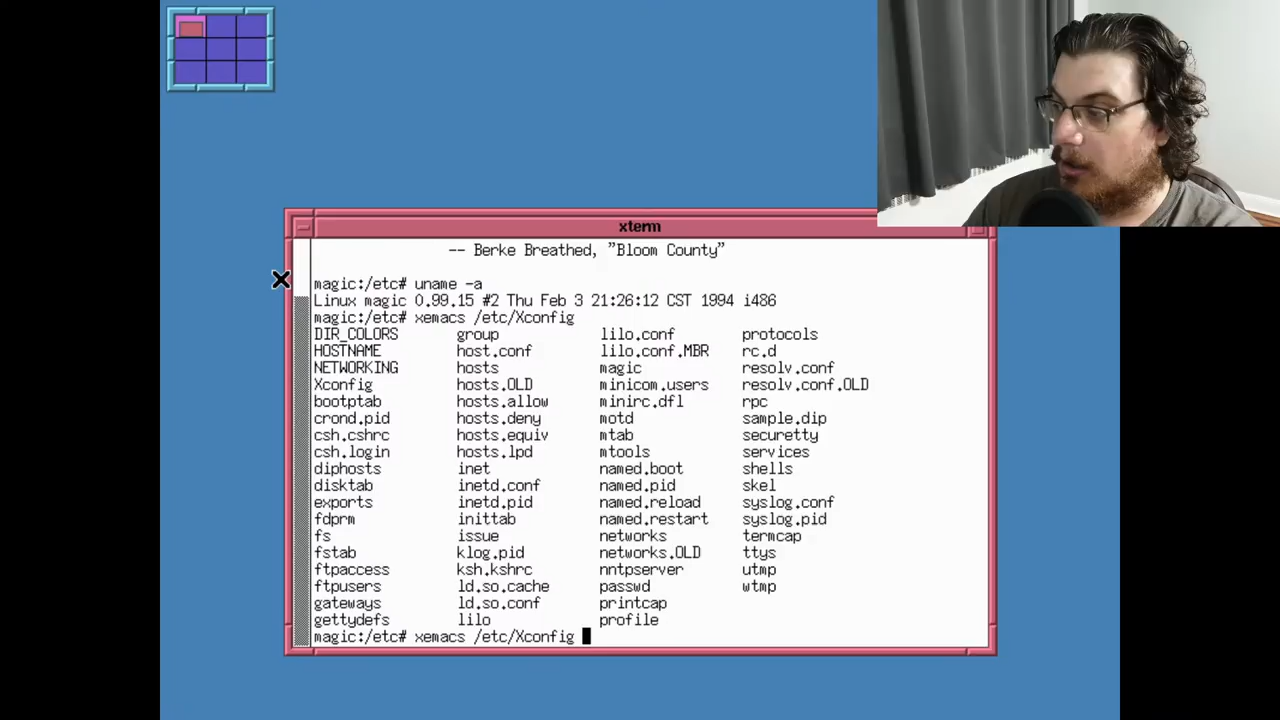 xterm
-- Berke Breathed, "Bloom County"
magic:/etc# uname -a
Linux magic 0.99.15 #2 Thu Feb 3 21:26:12 CST 1994 i486
magic:/etc# xemacs /etc/Xconfig
DIR_COLORS group lilo.conf protocols
HOSTNAME host.conf lilo.conf.MBR rc.d
NETWORKING hosts magic resolv.conf
Xconfig hosts.OLD minicom.users resolv.conf.OLD
bootptab hosts.allow minirc.dfl rpc
crond.pid hosts.deny motd sample.dip
csh.cshrc hosts.equiv mtab securetty
csh.login hosts.lpd mtools services
diphosts inet named.boot shells
disktab inetd.conf named.pid skel
exports inetd.pid named.reload syslog.conf
fdprm inittab named.restart syslog.pid
fs issue networks termcap
fstab klog.pid networks.OLD ttys
ftpaccess ksh.kshrc nntpserver utmp
ftpusers ld.so.cache passwd wtmp
gateways ld.so.conf printcap
gettydefs lilo profile
magic:/etc# xemacs /etc/Xconfig